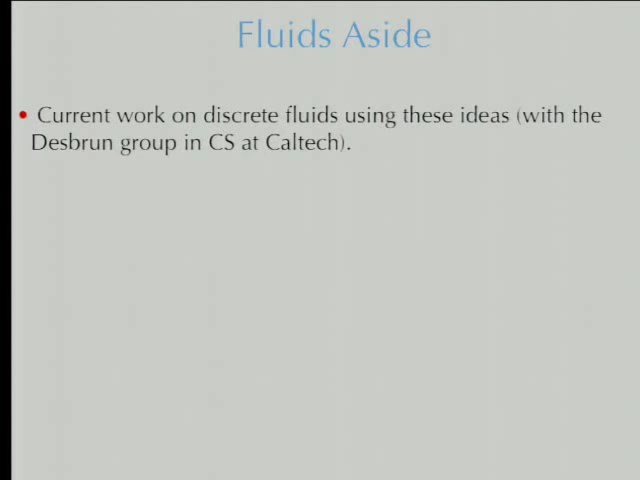 Fluids Aside
• Current work on discrete fluids using these ideas (with the
Desbrun group in CS at Caltech).